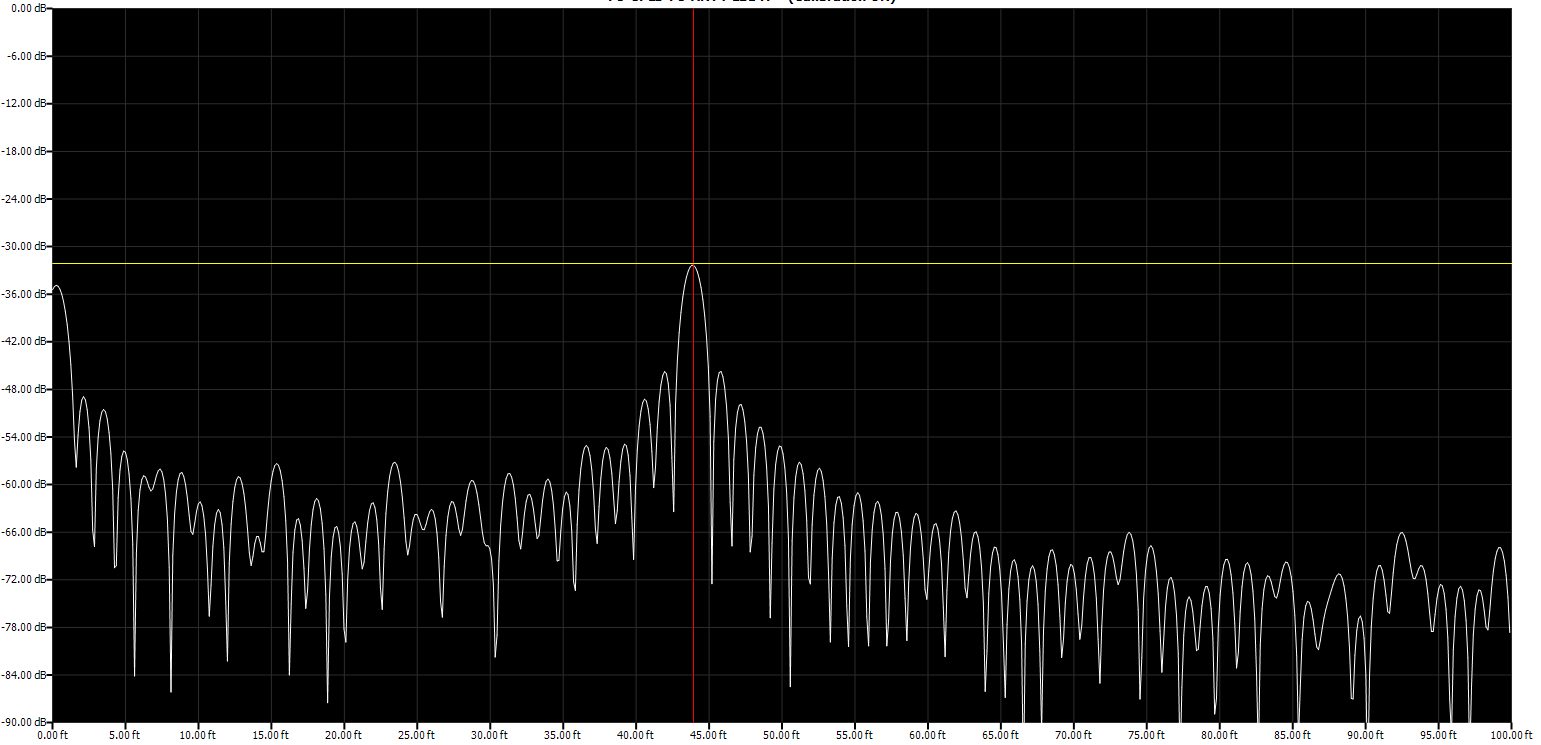 0.00 dB
-6.00 dB
-12.00 dB
-18.00 dB
-24.00 dB
-30.00 dB
-36.00 dB
-42.00 dB
-48.00 dB
-54.00 dB
-60.00 dB
-66.00 dB
-72.00 dB
-78.00 dB
-84.00 dB
-90.00 dB
0.00 ft 5.00 ft 10.00 ft 15.00 ft 20.00 ft 25.00 ft 30.00 ft 35.00 ft 40.00 ft 45.00 ft 50.00 ft 55.00 ft 60.00 ft 65.00 ft 70.00 ft 75.00 ft 80.00 ft 85.00 ft 90.00 ft 95.00 ft 100.00 ft